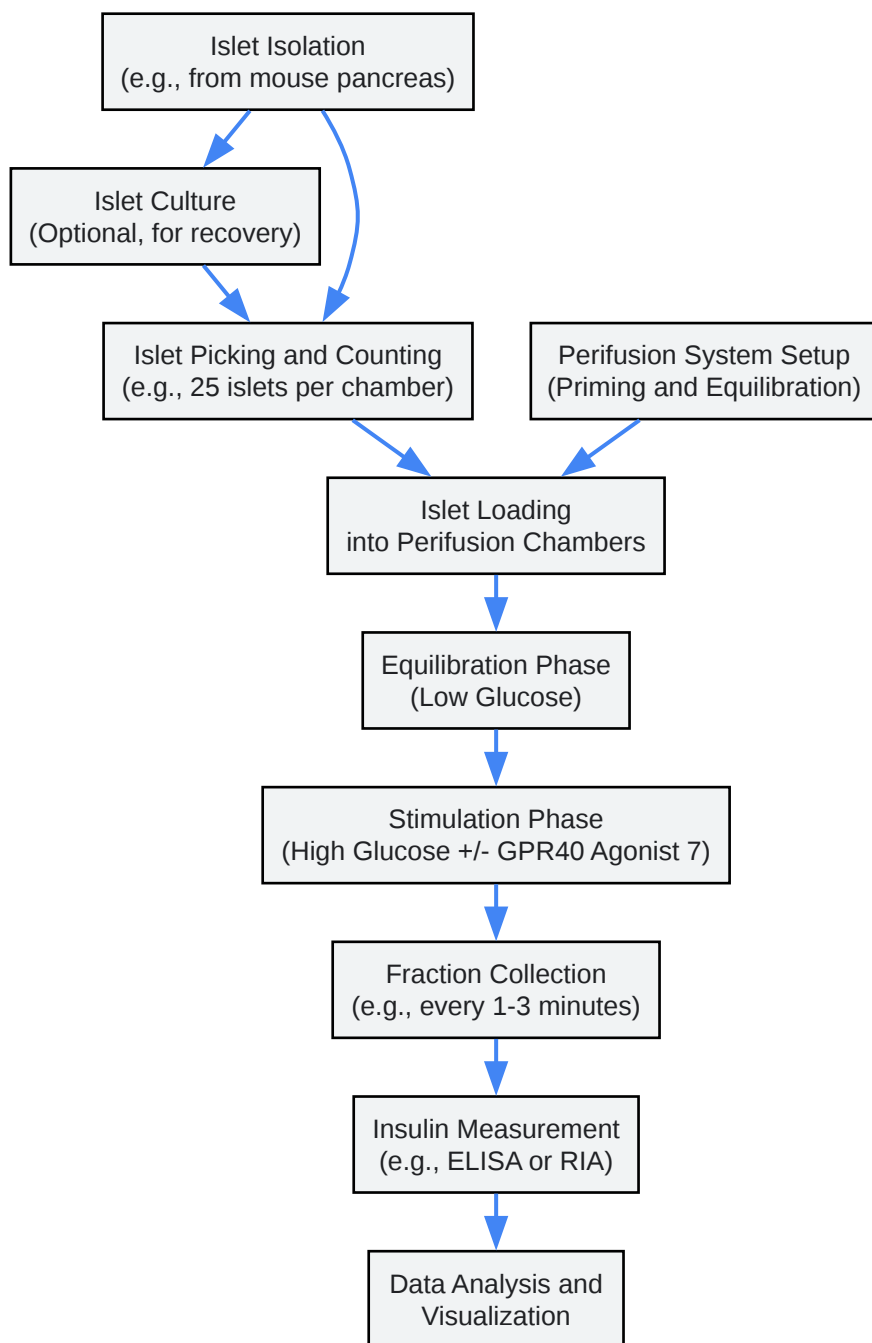 Islet Isolation
(e.g., from mouse pancreas)
Islet Culture
(Optional, for recovery)
Islet Picking and Counting
(e.g., 25 islets per chamber)
Perifusion System Setup
(Priming and Equilibration)
Islet Loading
into Perifusion Chambers
Equilibration Phase
(Low Glucose)
Stimulation Phase
(High Glucose +/- GPR40 Agonist 7)
Fraction Collection
(e.g., every 1-3 minutes)
Insulin Measurement
(e.g., ELISA or RIA)
Data Analysis and
Visualization